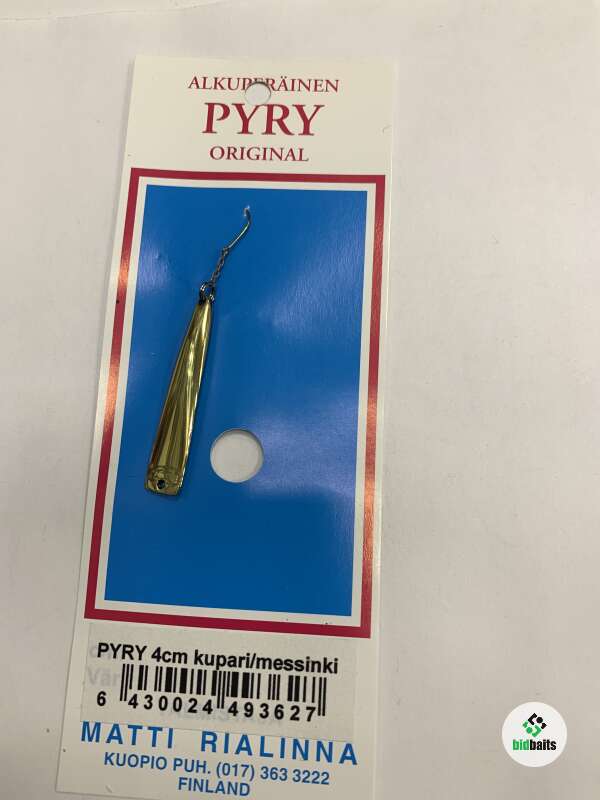 ALKUPERÄINEN
PYRY
ORIGINAL
PYRY 4cm kupari/messinki
6 430024 493627
MATTI RIALINNA
KUOPIO PUH. (017) 363 3222
FINLAND
bidbaits